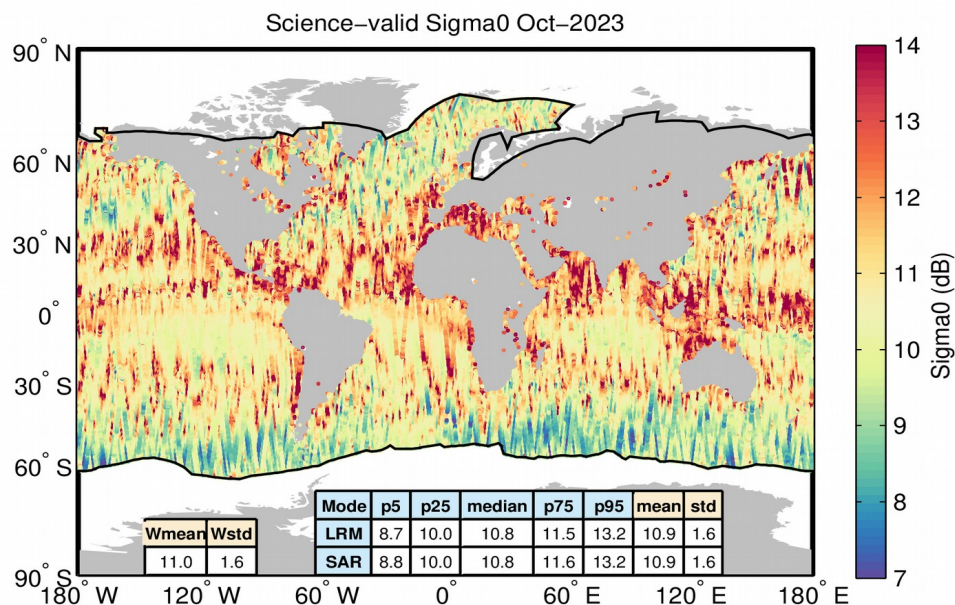 Science-valid Sigma0 Oct-2023
90° N
60° N
30° N
0°
30° S
60° S
90° S
180° W
120° W
60° W
0°
60° E
120° E
180° E
Mode p5 p25 median p75 p95 mean std
LRM 8.7 10.0 10.8 11.5 13.2 10.9 1.6
SAR 8.8 10.0 10.8 11.6 13.2 10.9 1.6
Wmean Wstd
11.0 1.6
14
13
12
11
10
9
8
7
Sigma0 (dB)